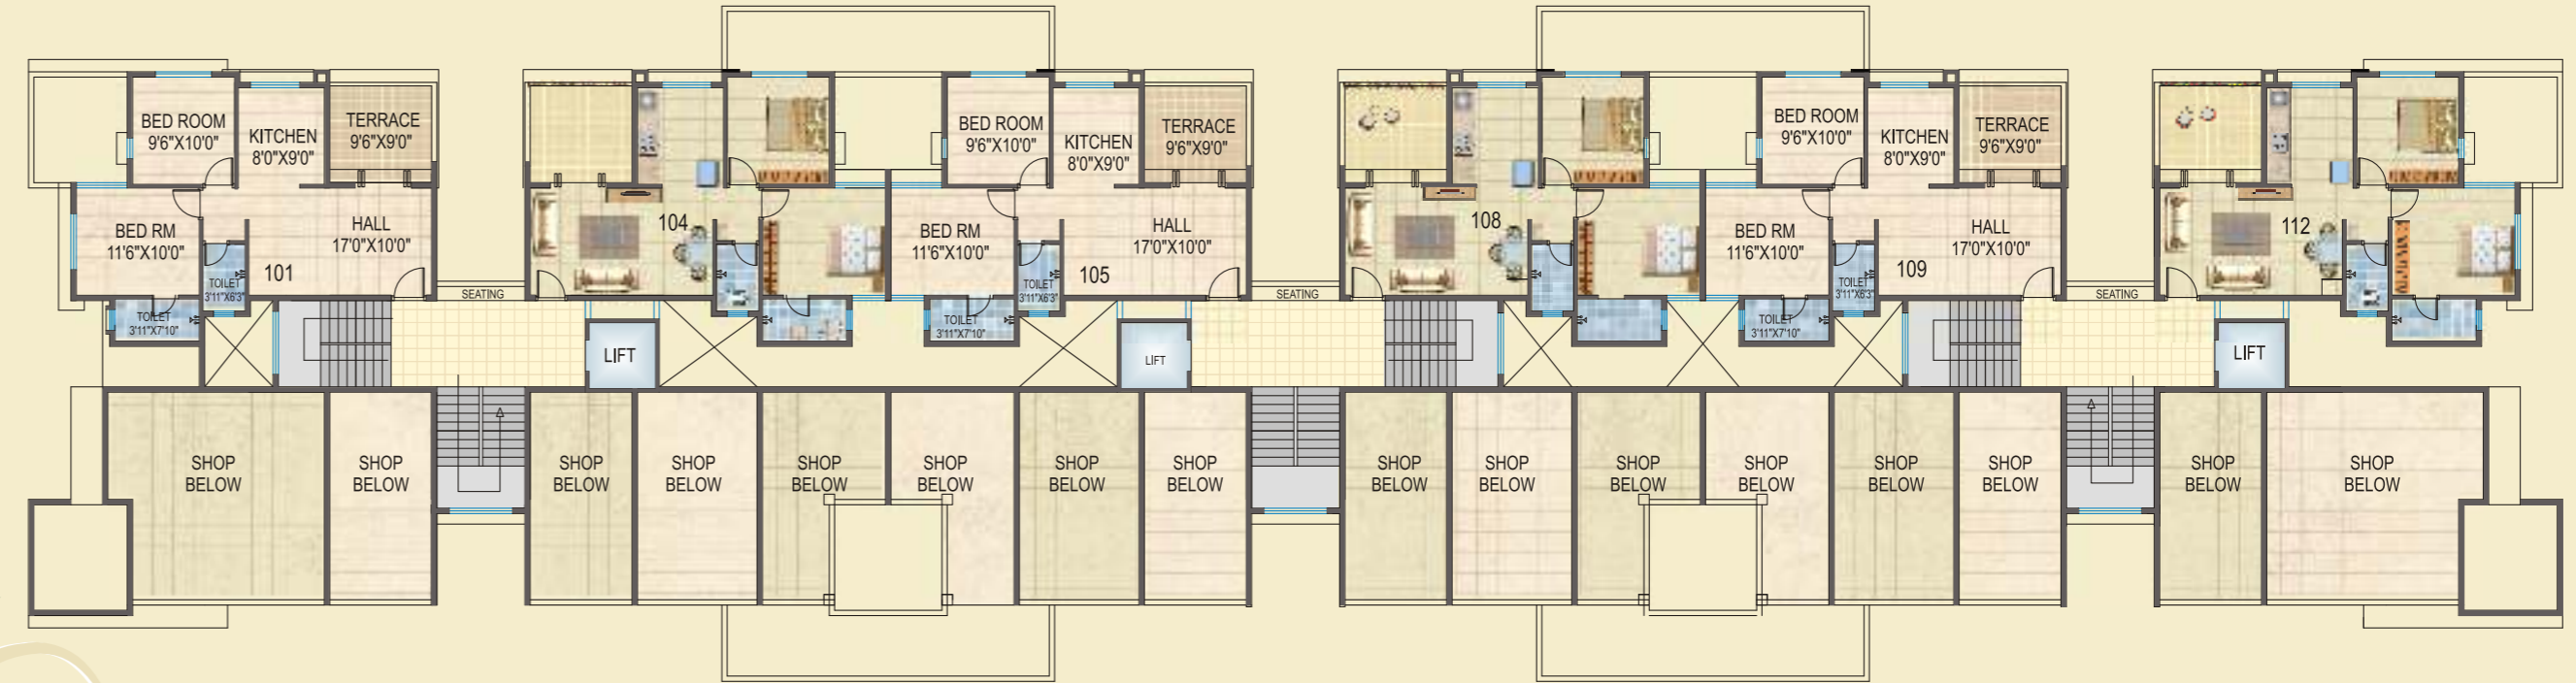 BED ROOM
9'6"X10'0"
KITCHEN
8'0"X9'0"
TERRACE
9'6"X9'0"
BED RM
11'6"X10'0"
HALL
17'0"X10'0"
101
TOILET
3'11"X6'3"
TOILET
3'11"X7'10"
SEATING
104
LIFT
BED ROOM
9'6"X10'0"
KITCHEN
8'0"X9'0"
TERRACE
9'6"X9'0"
BED RM
11'6"X10'0"
HALL
17'0"X10'0"
105
TOILET
3'11"X6'3"
TOILET
3'11"X7'10"
LIFT
SEATING
108
BED ROOM
9'6"X10'0"
KITCHEN
8'0"X9'0"
TERRACE
9'6"X9'0"
BED RM
11'6"X10'0"
HALL
17'0"X10'0"
109
TOILET
3'11"X6'3"
TOILET
3'11"X7'10"
SEATING
112
LIFT
SHOP
BELOW
SHOP
BELOW
SHOP
BELOW
SHOP
BELOW
SHOP
BELOW
SHOP
BELOW
SHOP
BELOW
SHOP
BELOW
SHOP
BELOW
SHOP
BELOW
SHOP
BELOW
SHOP
BELOW
SHOP
BELOW
SHOP
BELOW
SHOP
BELOW
SHOP
BELOW